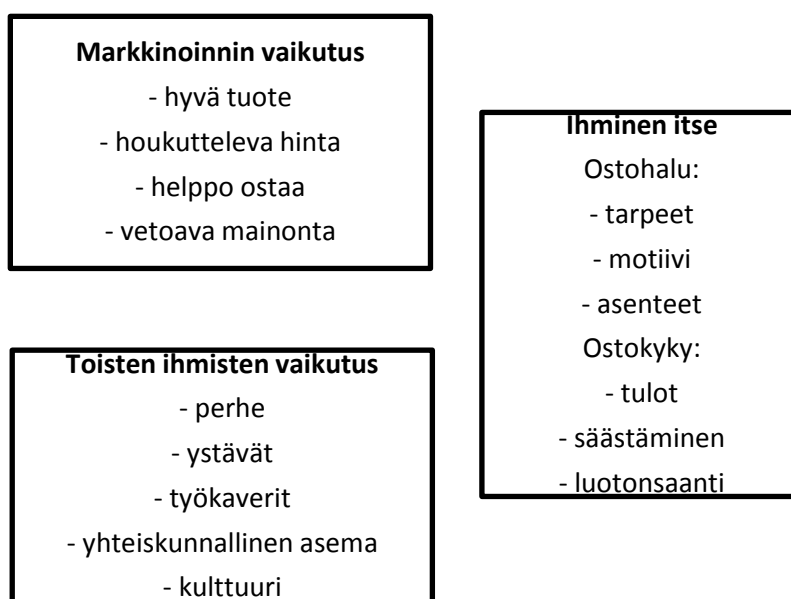 Markkinoinnin vaikutus
- hyvä tuote
- houkutteleva hinta
- helppo ostaa
- vetoava mainonta
Toisten ihmisten vaikutus
- perhe
- ystävät
- työkaverit
- yhteiskunnallinen asema
- kulttuuri
Ihminen itse
Ostohalu:
- tarpeet
- motiivi
- asenteet
Ostokyky:
- tulot
- säästäminen
- luotonsaanti